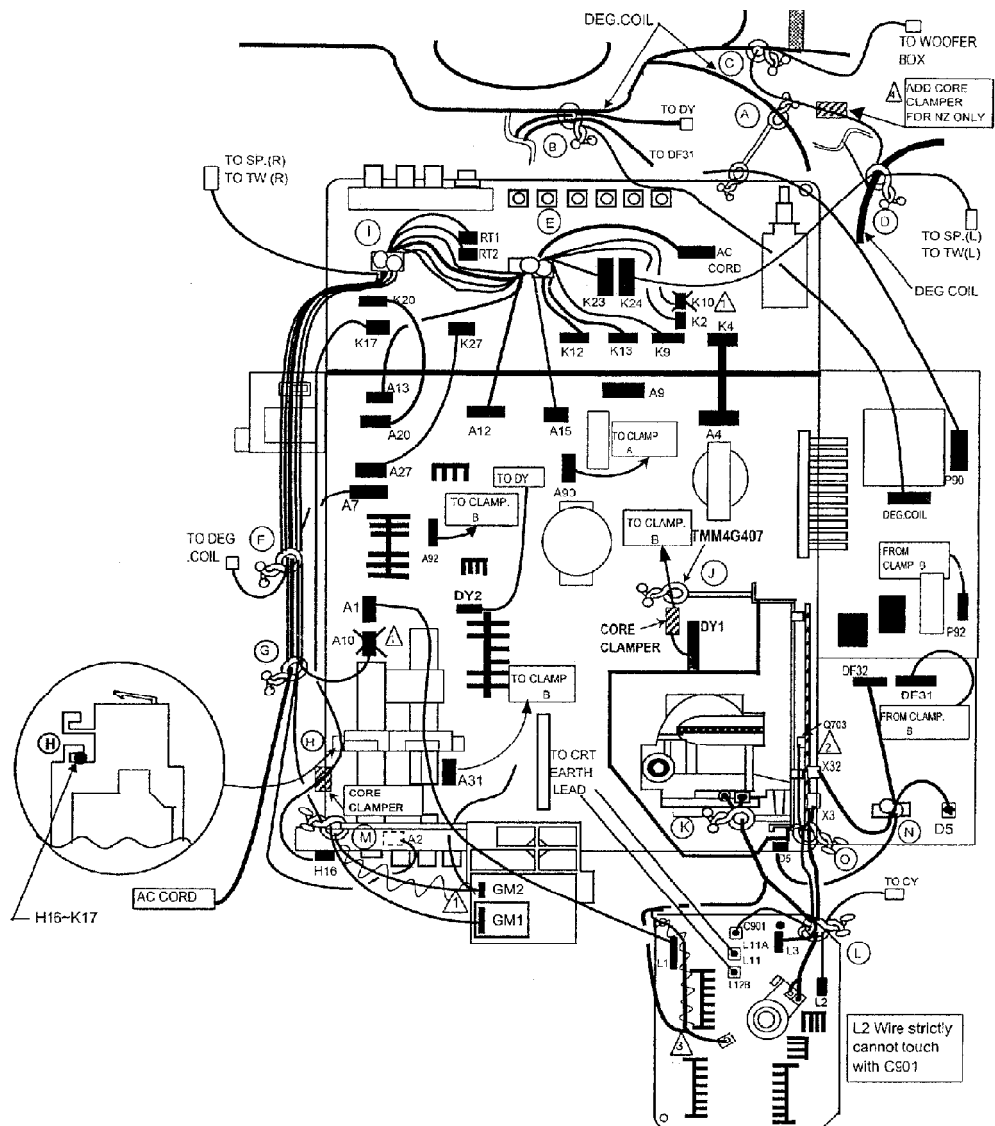 DEG.COIL
TO WOOFER
BOX
C
4
ADD CORE
CLAMPER
FOR NZ ONLY
A
TO DY
B
TO DF31
TO SP.(R)
TO TW (R)
D
TO SP.(L)
TO TW(L)
DEG COIL
I
E
RT1
RT2
AC
CORD
K20
K23
K24
K10
K2
K4
K17
K27
K12
K13
K9
A13
A9
A20
A12
A15
A4
TO CLAMP
A
A27
A7
TO DY
A90
P90
DEG.COIL
TO CLAMP.
B
TO CLAMP.
B
A92
TMM4G407
TO DEG
.COIL
F
J
FROM
CLAMP B
DY2
A1
A10
CORE
CLAMPER
DY1
P92
G
TO CLAMP
B
DF32
DF31
FROM CLAMP.
B
H
H
Q703
2
X32
A31
TO CRT
EARTH
LEAD
CORE
CLAMPER
X3
K
N
D5
M
A2
D5
O
H16
AC CORD
1
GM2
GM1
TO CY
H16~K17
C901
L11A
L11
L3
L
L1
L12B
L2
3
L2 Wire strictly
cannot touch
with C901